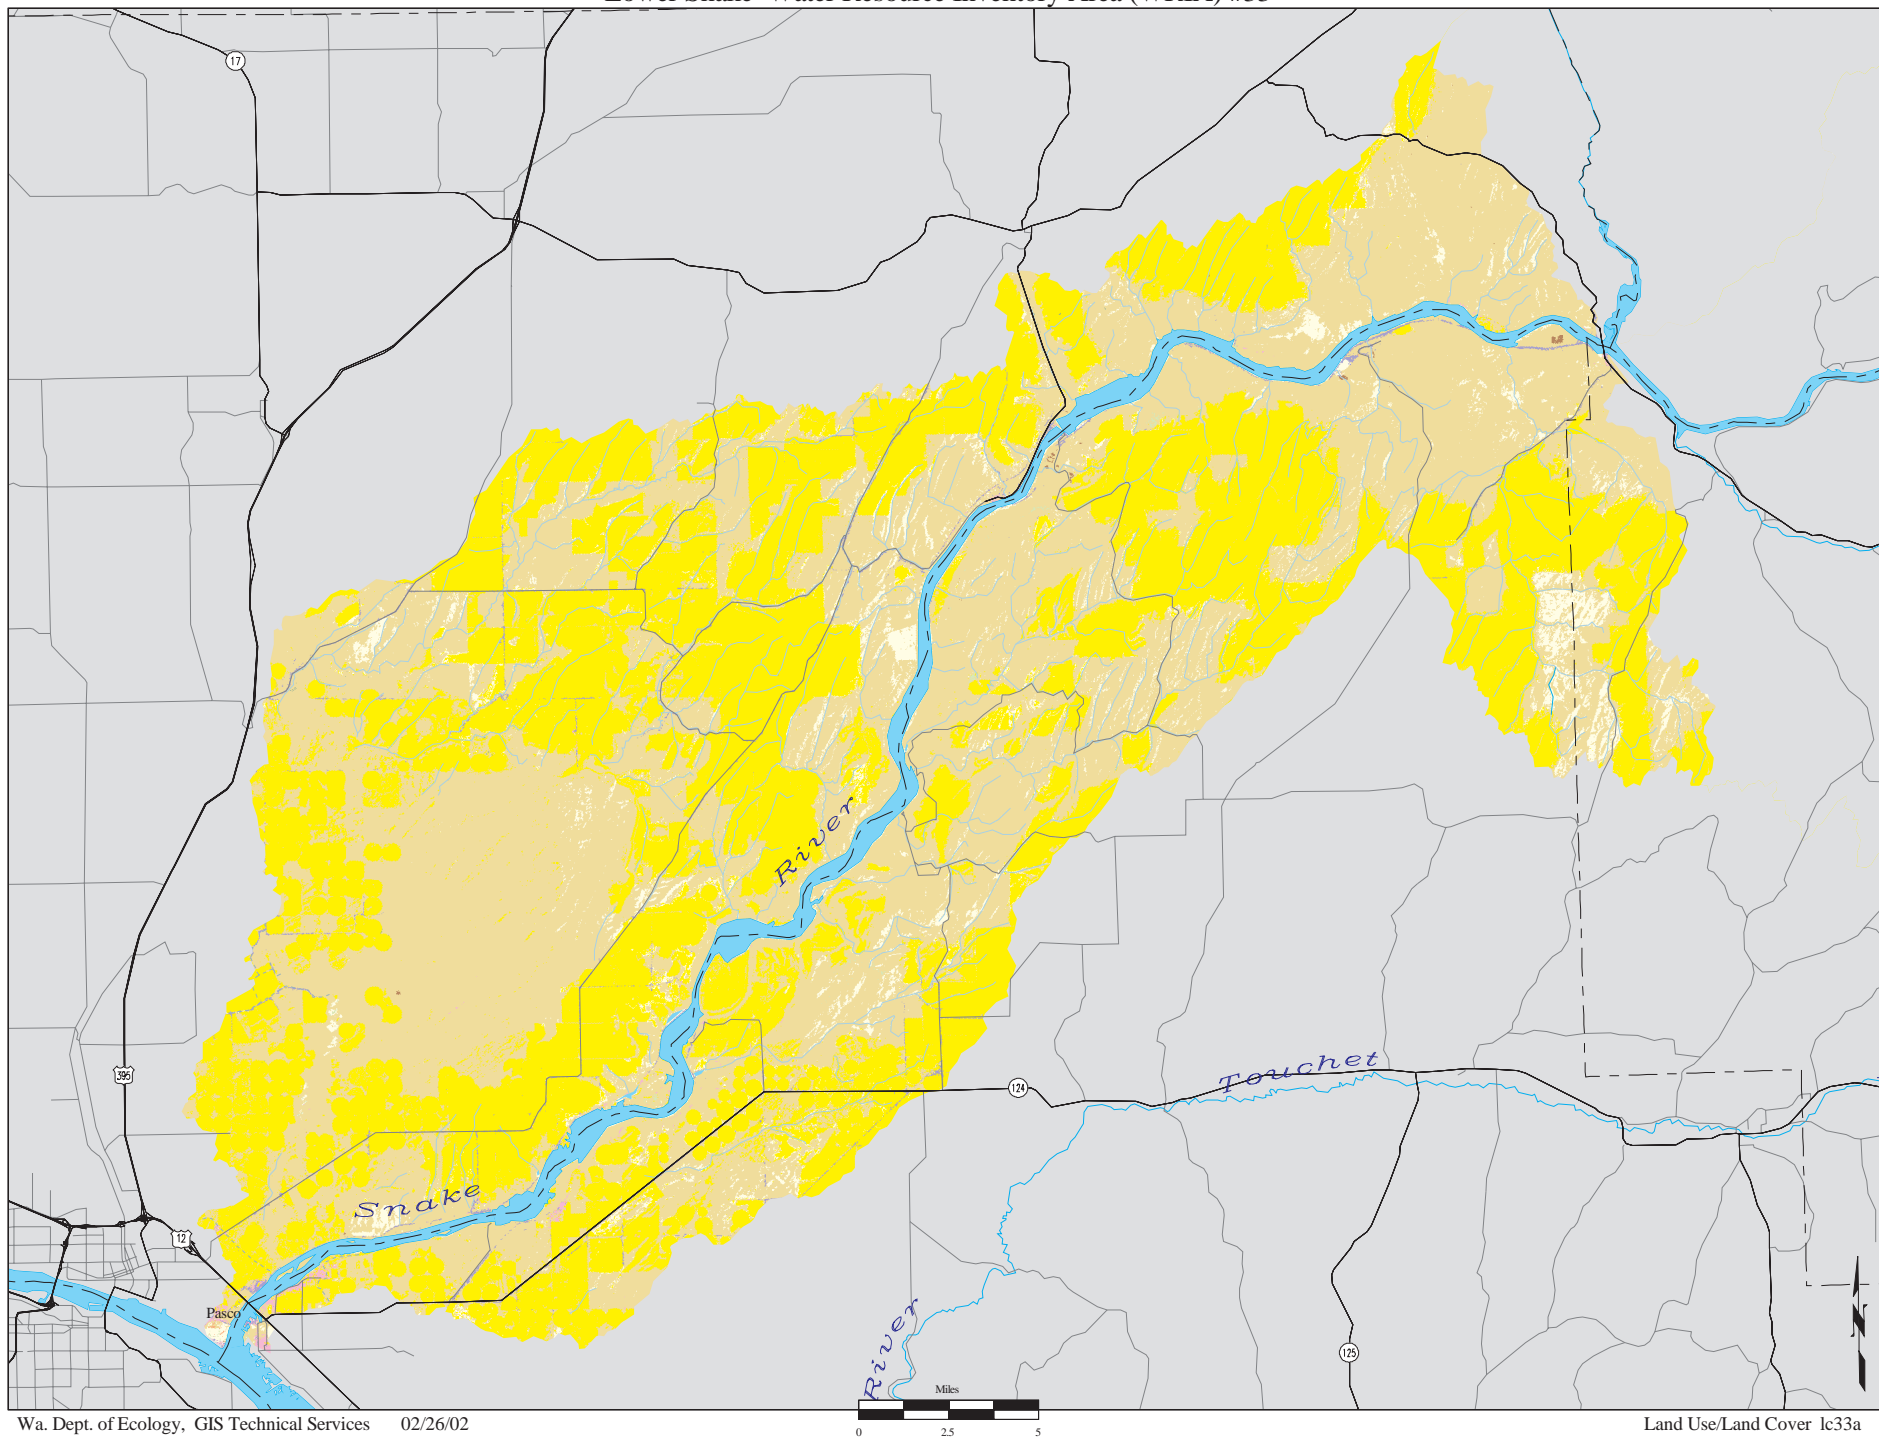 17
River
Touchet
124
395
Snake
12
Pasco
River
125
Miles
0 2.5 5
Wa. Dept. of Ecology, GIS Technical Services 02/26/02
Land Use/Land Cover lc33a
N